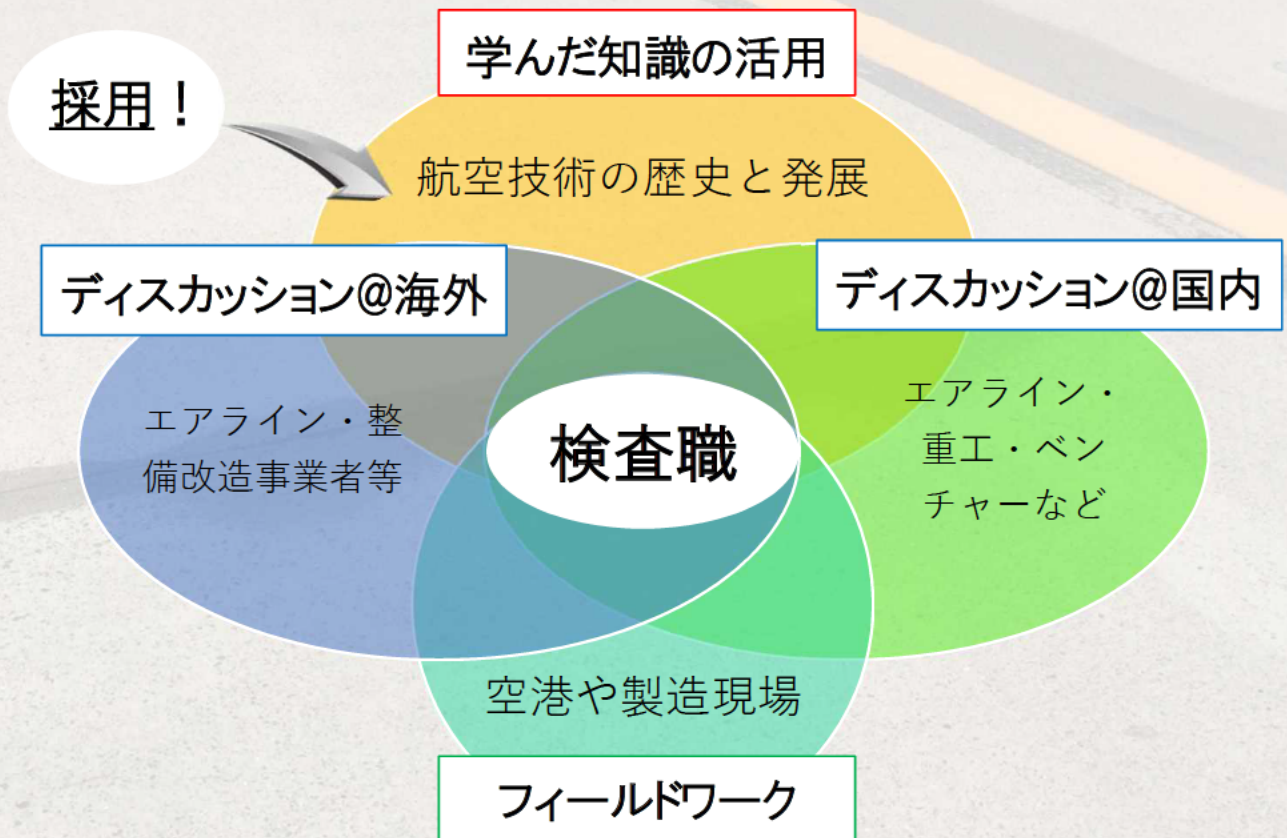 学んだ知識の活用
採用！
航空技術の歴史と発展
ディスカッション@海外
ディスカッション@国内
エアライン・整
備改造事業者等
検査職
エアライン・
重工・ベン
チャーなど
空港や製造現場
フィールドワーク